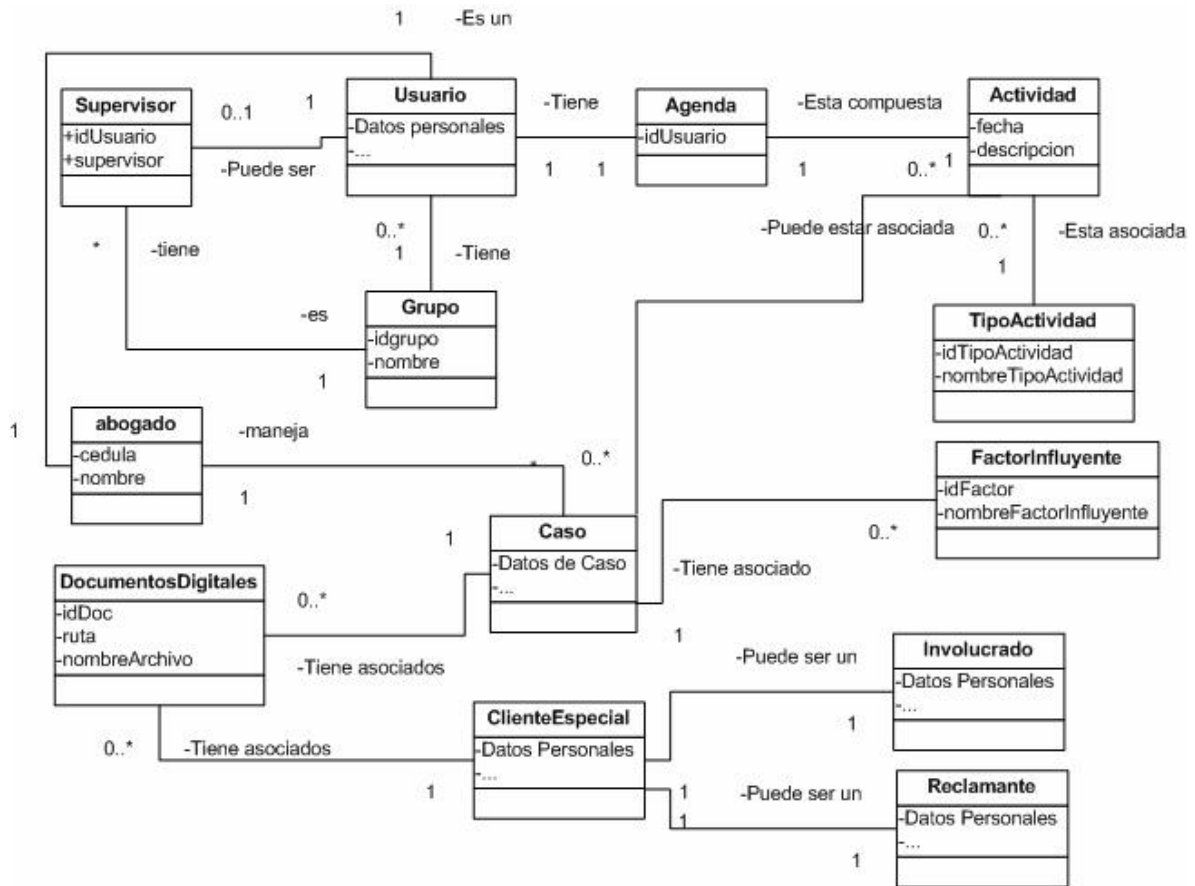 1 -Es un
Supervisor
+idUsuario
+supervisor
0..1 1
-Puede ser
Usuario
-Datos personales
-...
-Tiene
1 1
Agenda
-idUsuario
-Esta compuesta
1 0..* 1
Actividad
-fecha
-descripcion
* -tiene
0..*
1 -Tiene
-Puede estar asociada
0..* -Esta asociada
1
-es
1
Grupo
-idgrupo
-nombre
TipoActividad
-idTipoActividad
-nombreTipoActividad
1
abogado
-cedula
-nombre
-maneja
1
* 0..*
FactorInfluyente
-idFactor
-nombreFactorInfluyente
0..*
1
Caso
-Datos de Caso
-...
-Tiene asociado
1
DocumentosDigitales
-idDoc
-ruta
-nombreArchivo
0..*
-Tiene asociados
-Puede ser un
1
Involucrado
-Datos Personales
-...
0..* -Tiene asociados
1
ClienteEspecial
-Datos Personales
-...
1 -Puede ser un
1
1
Reclamante
-Datos Personales
-...